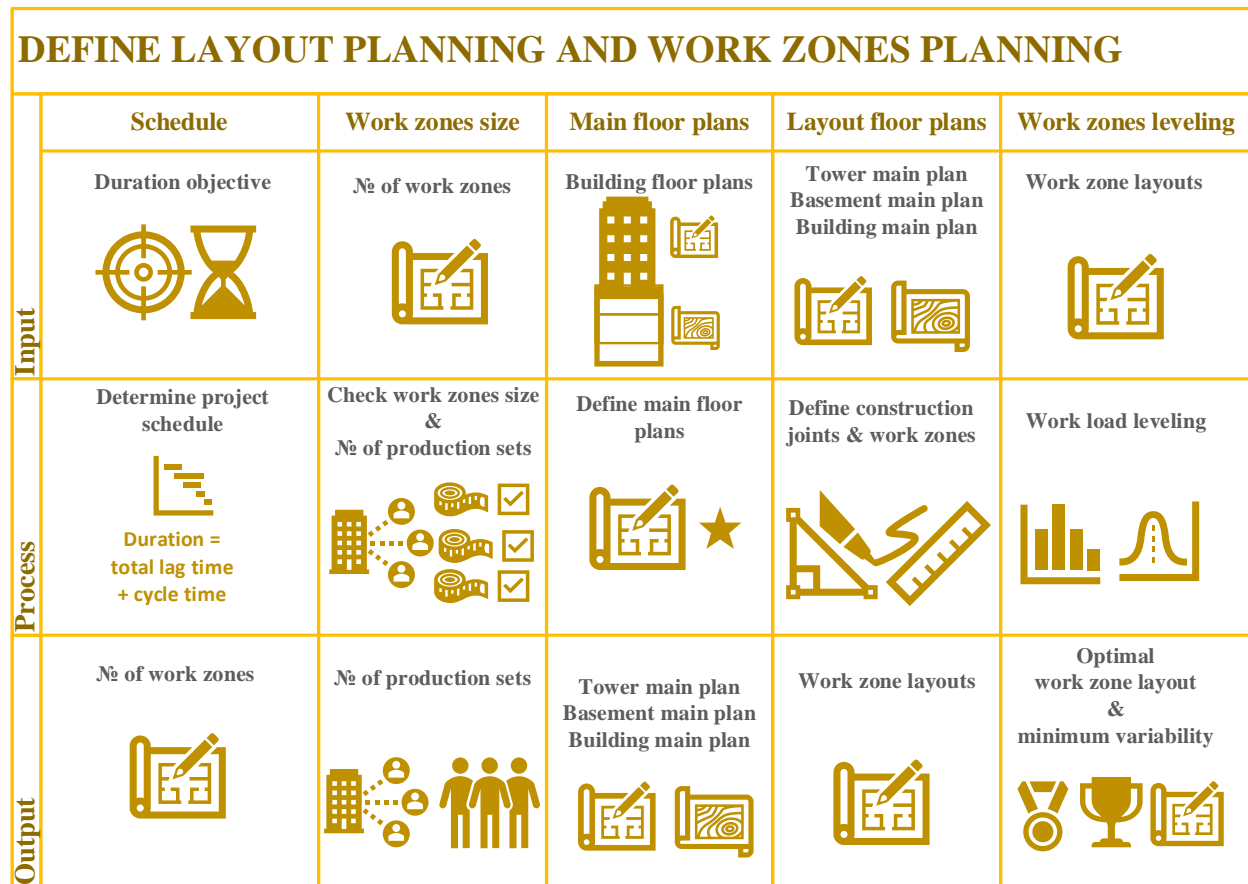 DEFINE LAYOUT PLANNING AND WORK ZONES PLANNING
Schedule
Work zones size
Main floor plans
Layout floor plans
Work zones leveling
Input
Duration objective
№ of work zones
Building floor plans
Tower main plan
Basement main plan
Building main plan
Work zone layouts
Process
Determine project
schedule
Duration =
total lag time
+ cycle time
Check work zones size
&
№ of production sets
Define main floor
plans
Define construction
joints & work zones
Work load leveling
Output
№ of work zones
№ of production sets
Tower main plan
Basement main plan
Building main plan
Work zone layouts
Optimal
work zone layout
&
minimum variability